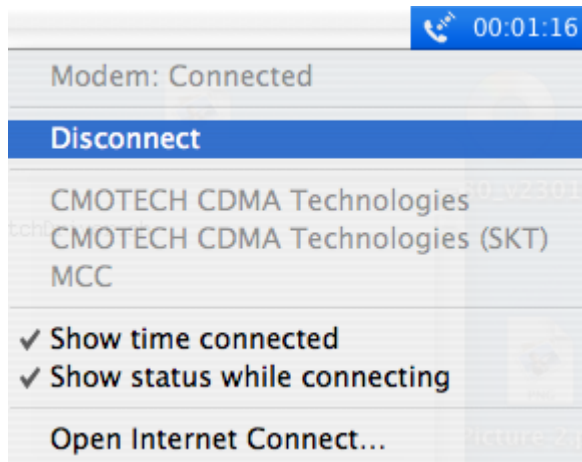 00:01:16
Modem: Connected
Disconnect
CMOTECH CDMA Technologies
CMOTECH CDMA Technologies (SKT)
MCC
✓ Show time connected
✓ Show status while connecting
Open Internet Connect...